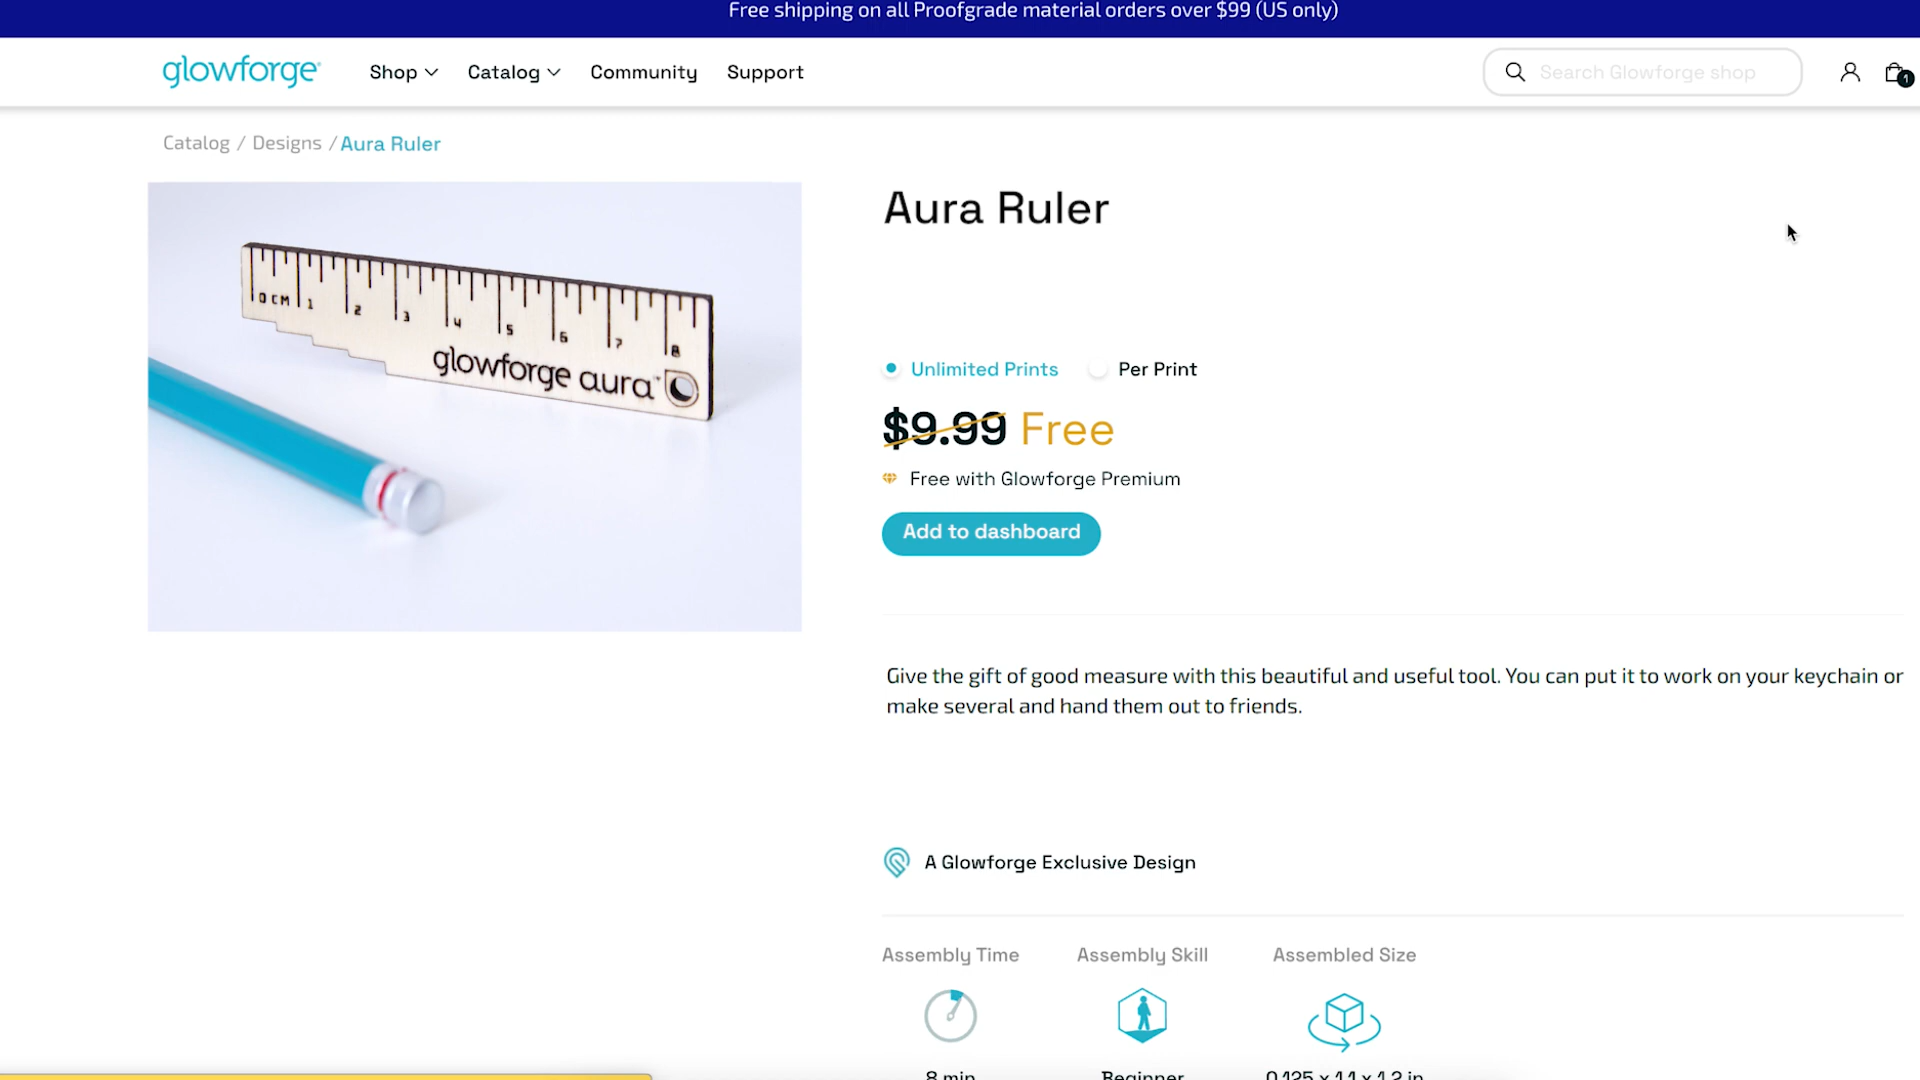 Free shipping on all Proofgrade material orders over $99 (US only)
glowforge
Shop
Catalog
Community
Support
Search Glowforge shop
1
Catalog / Designs / Aura Ruler
Aura Ruler
0 CM 1 2 3 4 5 6 7 8
glowforge aura
Unlimited Prints
Per Print
$9.99 Free
Free with Glowforge Premium
Add to dashboard
Give the gift of good measure with this beautiful and useful tool. You can put it to work on your keychain or
make several and hand them out to friends.
A Glowforge Exclusive Design
Assembly Time
Assembly Skill
Assembled Size
8 min
Beginner